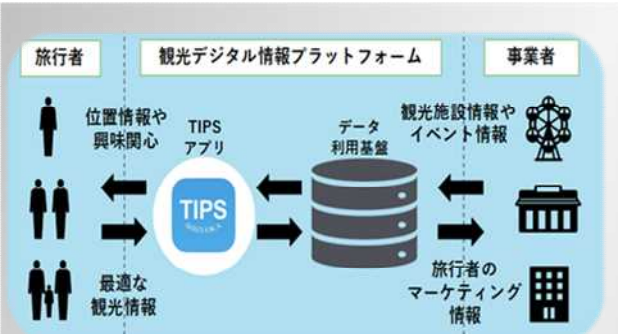 旅行者
観光デジタル情報プラットフォーム
事業者
位置情報や
興味関心
TIPS
アプリ
データ
利用基盤
観光施設情報や
イベント情報
TIPS
最適な
観光情報
旅行者の
マーケティング
情報